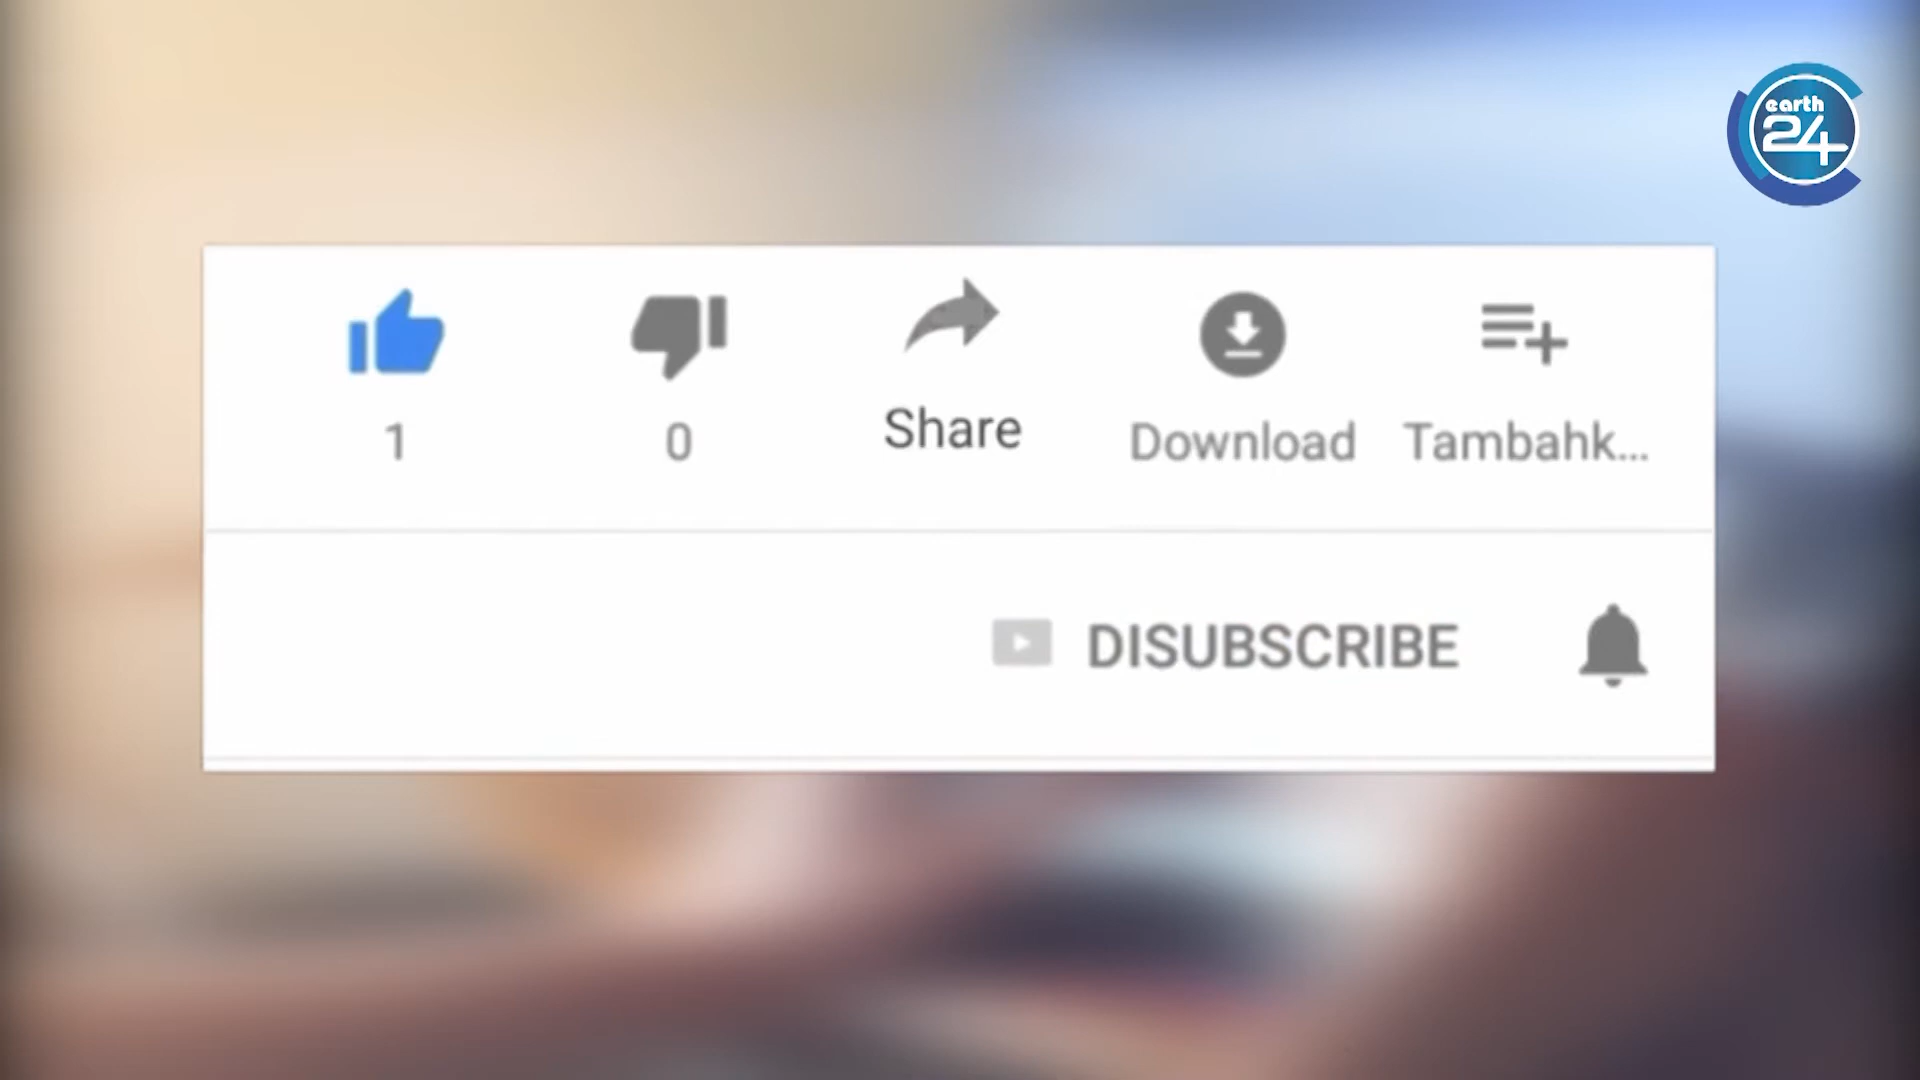 earth
24
1
0
Share
Download
Tambahk...
DISUBSCRIBE